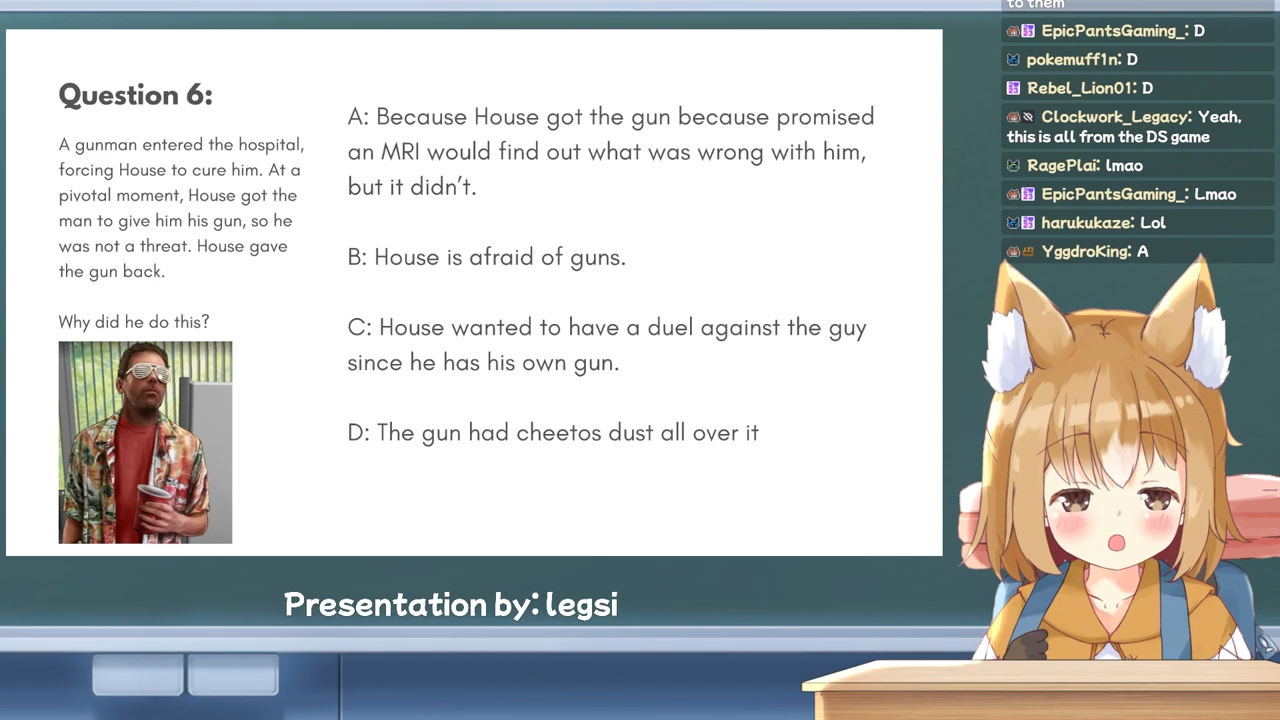 Question 6:
A gunman entered the hospital,
forcing House to cure him. At a
pivotal moment, House got the
man to give him his gun, so he
was not a threat. House gave
the gun back.
Why did he do this?
A: Because House got the gun because promised
an MRI would find out what was wrong with him,
but it didn't.
B: House is afraid of guns.
C: House wanted to have a duel against the guy
since he has his own gun.
D: The gun had cheetos dust all over it
Presentation by: legsi
to them
EpicPantsGaming_: D
pokemuff1n: D
Rebel_Lion01: D
Clockwork_Legacy: Yeah,
this is all from the DS game
RagePlai: lmao
EpicPantsGaming_: Lmao
harukukaze: Lol
YggdroKing: A